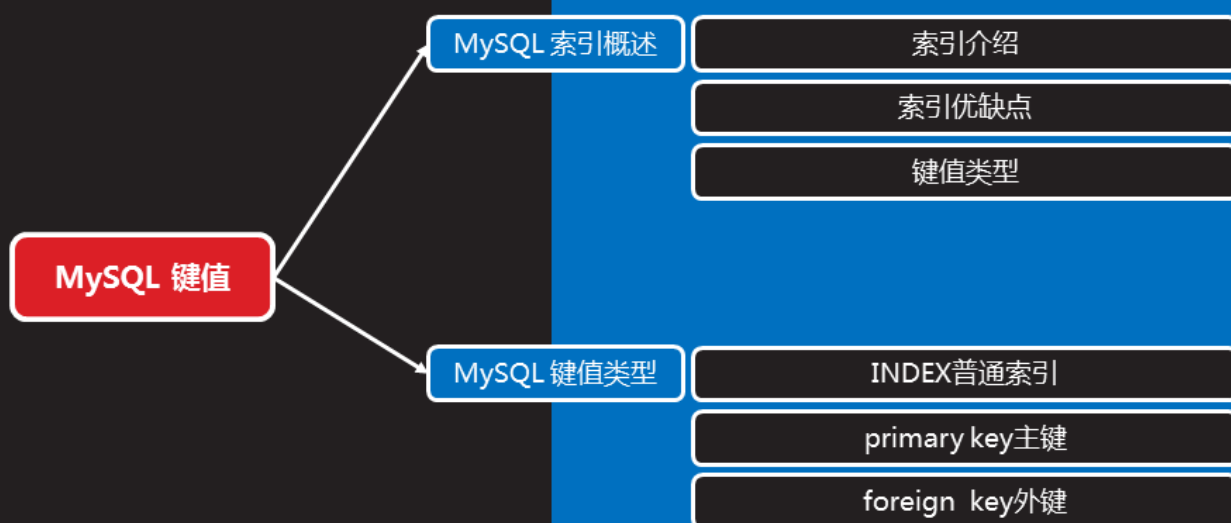 MySQL 键值
MySQL 索引概述
索引介绍
索引优缺点
键值类型
MySQL 键值类型
INDEX普通索引
primary key主键
foreign key外键